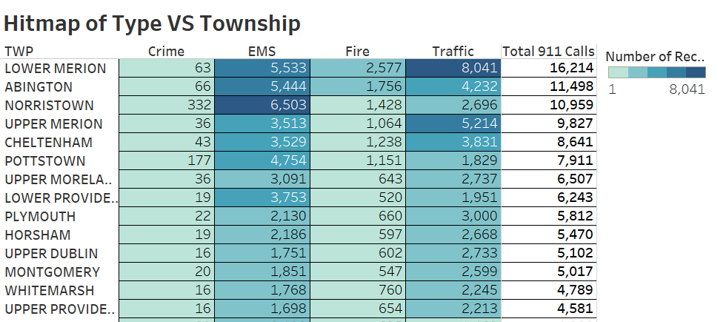 Hitmap of Type VS Township
TWP Crime EMS Fire Traffic Total 911 Calls
LOWER MERION 63 5,533 2,577 8,041 16,214
ABINGTON 66 5,444 1,756 4,232 11,498
NORRISTOWN 332 6,503 1,428 2,696 10,959
UPPER MERION 36 3,513 1,064 5,214 9,827
CHELTENHAM 43 3,529 1,238 3,831 8,641
POTTSTOWN 177 4,754 1,151 1,829 7,911
UPPER MORELA.. 36 3,091 643 2,737 6,507
LOWER PROVIDE.. 19 3,753 520 1,951 6,243
PLYMOUTH 22 2,130 660 3,000 5,812
HORSHAM 19 2,186 597 2,668 5,470
UPPER DUBLIN 16 1,751 602 2,733 5,102
MONTGOMERY 20 1,851 547 2,599 5,017
WHITEMARSH 16 1,768 760 2,245 4,789
UPPER PROVIDE.. 16 1,698 654 2,213 4,581
Number of Rec..
1 8,041